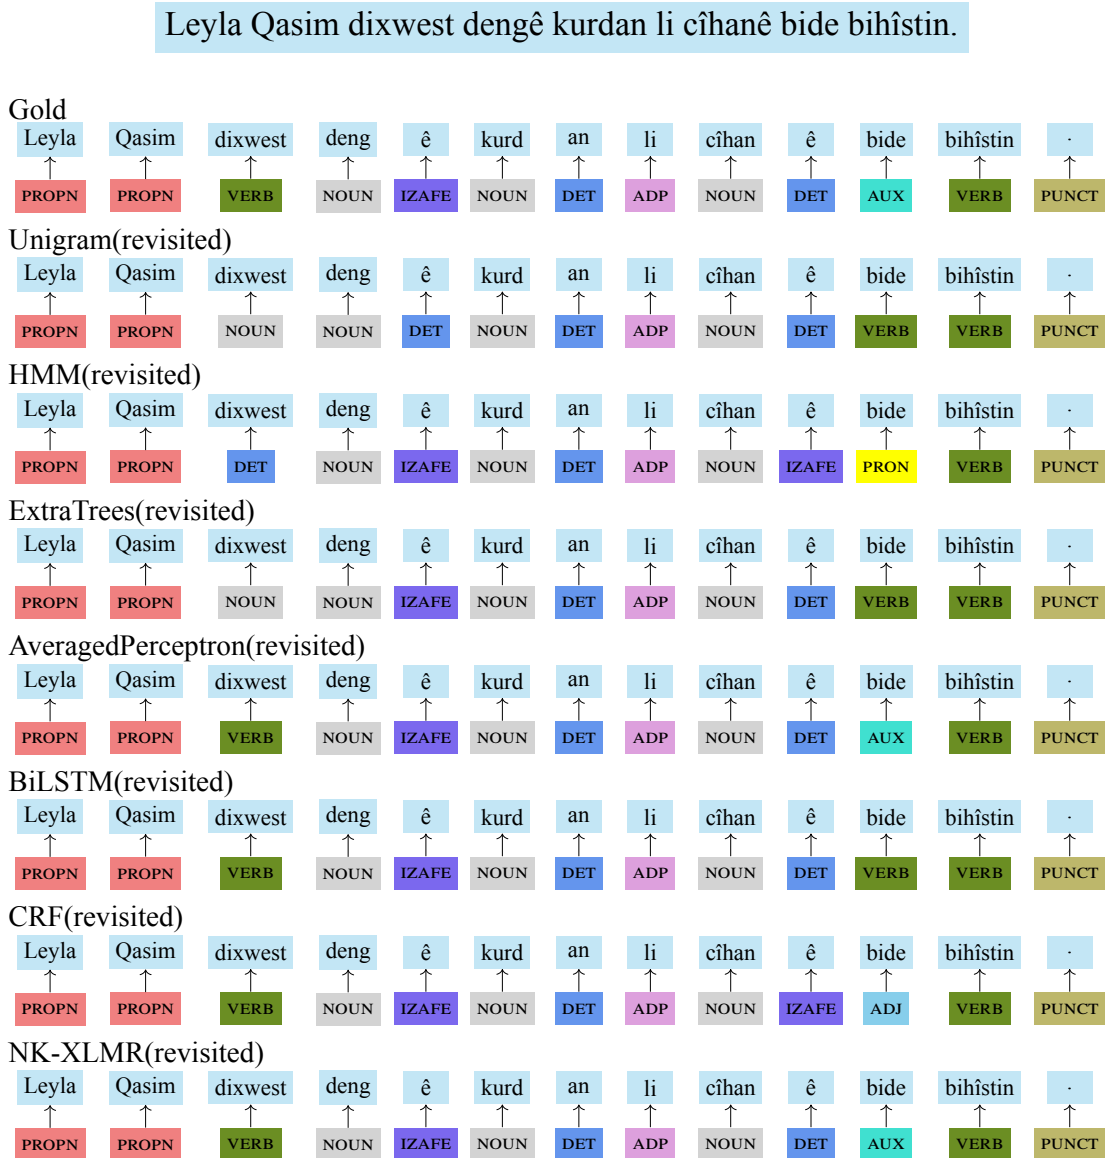 Leyla Qasim dixwest dengê kurdan li cîhanê bide bihîstin.
Gold
Leyla Qasim dixwest deng ê kurd an li cîhan ê bide bihîstin .
PROPN PROPN VERB NOUN IZAFE NOUN DET ADP NOUN DET AUX VERB PUNCT
Unigram(revisited)
Leyla Qasim dixwest deng ê kurd an li cîhan ê bide bihîstin .
PROPN PROPN NOUN NOUN DET NOUN DET ADP NOUN DET VERB VERB PUNCT
HMM(revisited)
Leyla Qasim dixwest deng ê kurd an li cîhan ê bide bihîstin .
PROPN PROPN DET NOUN IZAFE NOUN DET ADP NOUN IZAFE PRON VERB PUNCT
ExtraTrees(revisited)
Leyla Qasim dixwest deng ê kurd an li cîhan ê bide bihîstin .
PROPN PROPN NOUN NOUN IZAFE NOUN DET ADP NOUN DET VERB VERB PUNCT
AveragedPerceptron(revisited)
Leyla Qasim dixwest deng ê kurd an li cîhan ê bide bihîstin .
PROPN PROPN VERB NOUN IZAFE NOUN DET ADP NOUN DET AUX VERB PUNCT
BiLSTM(revisited)
Leyla Qasim dixwest deng ê kurd an li cîhan ê bide bihîstin .
PROPN PROPN VERB NOUN IZAFE NOUN DET ADP NOUN DET VERB VERB PUNCT
CRF(revisited)
Leyla Qasim dixwest deng ê kurd an li cîhan ê bide bihîstin .
PROPN PROPN VERB NOUN IZAFE NOUN DET ADP NOUN IZAFE ADJ VERB PUNCT
NK-XLMR(revisited)
Leyla Qasim dixwest deng ê kurd an li cîhan ê bide bihîstin .
PROPN PROPN VERB NOUN IZAFE NOUN DET ADP NOUN DET AUX VERB PUNCT